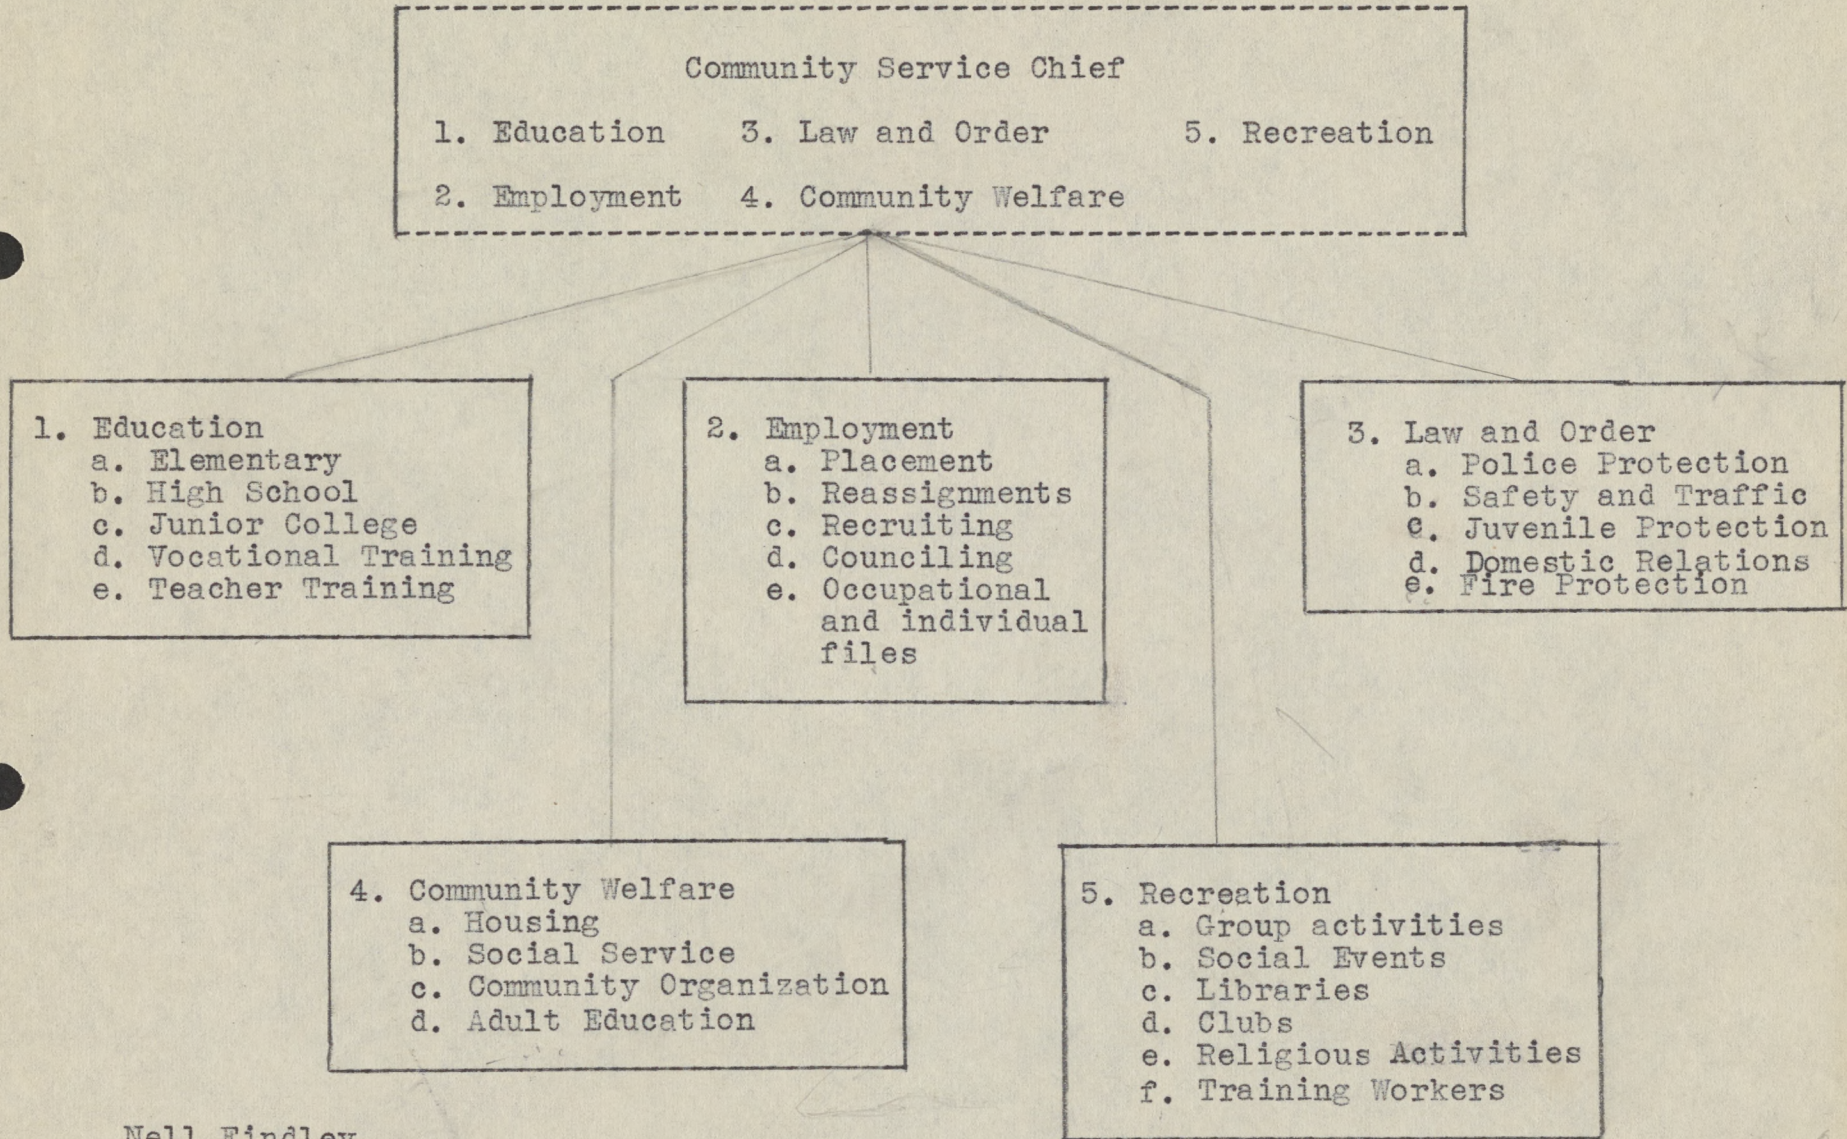 Community Service Chief
1. Education 3. Law and Order 5. Recreation
2. Employment 4. Community Welfare
1. Education
a. Elementary
b. High School
c. Junior College
d. Vocational Training
e. Teacher Training
2. Employment
a. Placement
b. Reassignments
c. Recruiting
d. Counciling
e. Occupational
and individual
files
3. Law and Order
a. Police Protection
b. Safety and Traffic
c. Juvenile Protection
d. Domestic Relations
e. Fire Protection
4. Community Welfare
a. Housing
b. Social Service
c. Community Organization
d. Adult Education
5. Recreation
a. Group activities
b. Social Events
c. Libraries
d. Clubs
e. Religious Activities
f. Training Workers
Nell Findley